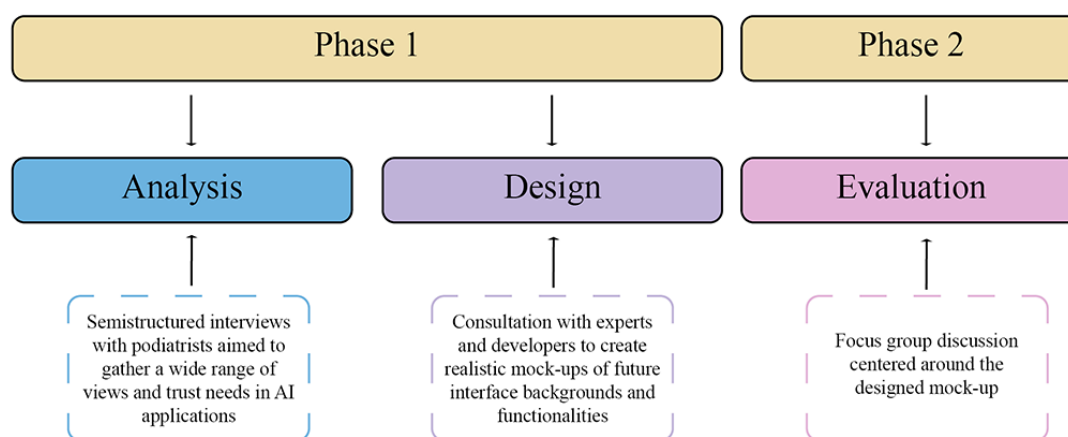 Phase 1
Phase 2
Analysis
Design
Evaluation
Semistructured interviews
with podiatrists aimed to
gather a wide range of
views and trust needs in AI
applications
Consultation with experts
and developers to create
realistic mock-ups of future
interface backgrounds and
functionalities
Focus group discussion
centered around the
designed mock-up